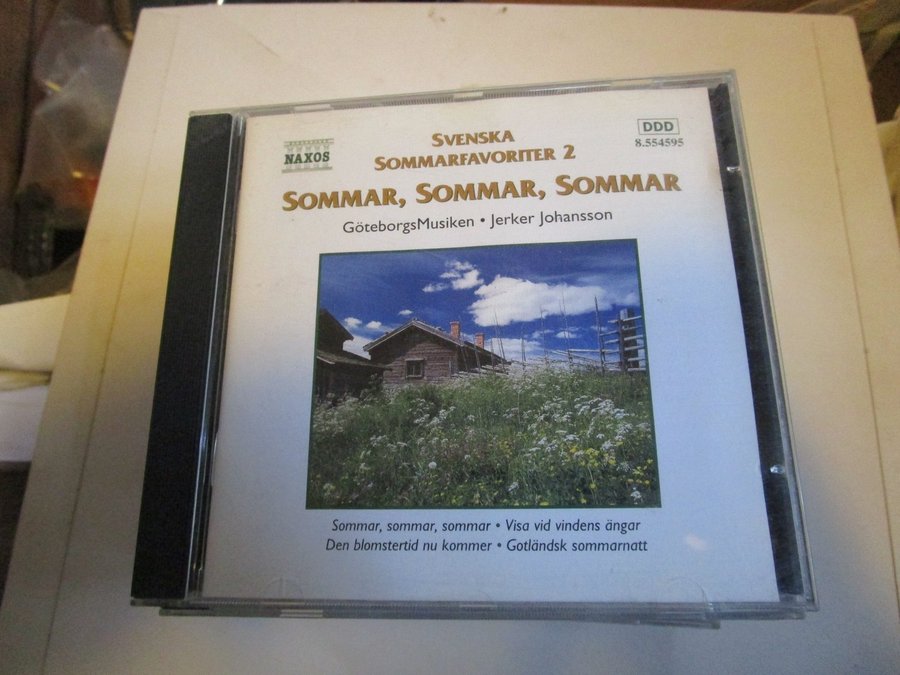 NAXOS
DDD
8.554595
SVENSKA
SOMMARFAVORITER 2
SOMMAR, SOMMAR, SOMMAR
GöteborgsMusiken • Jerker Johansson
Sommar, sommar, sommar • Visa vid vindens ängar
Den blomstertid nu kommer • Gotländsk sommarnatt